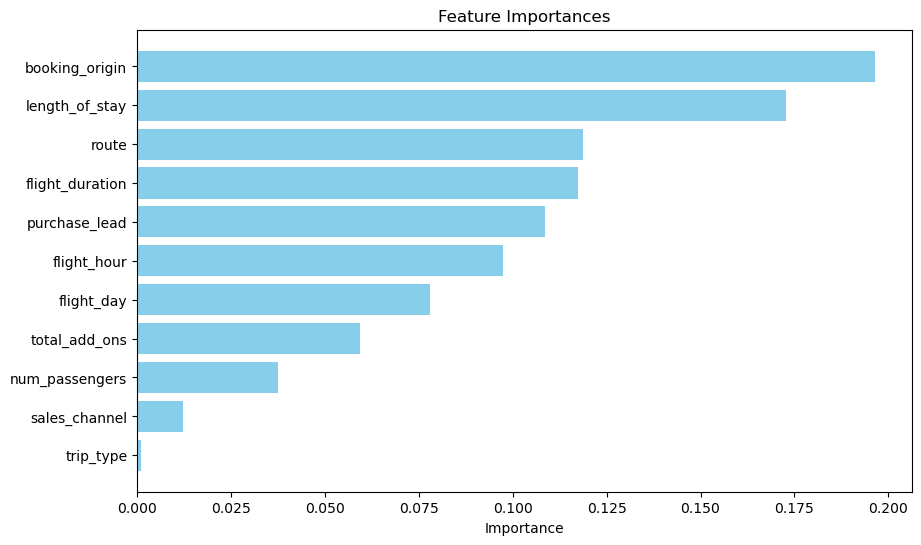 Feature Importances
booking_origin
length_of_stay
route
flight_duration
purchase_lead
flight_hour
flight_day
total_add_ons
num_passengers
sales_channel
trip_type
0.000 0.025 0.050 0.075 0.100 0.125 0.150 0.175 0.200
Importance